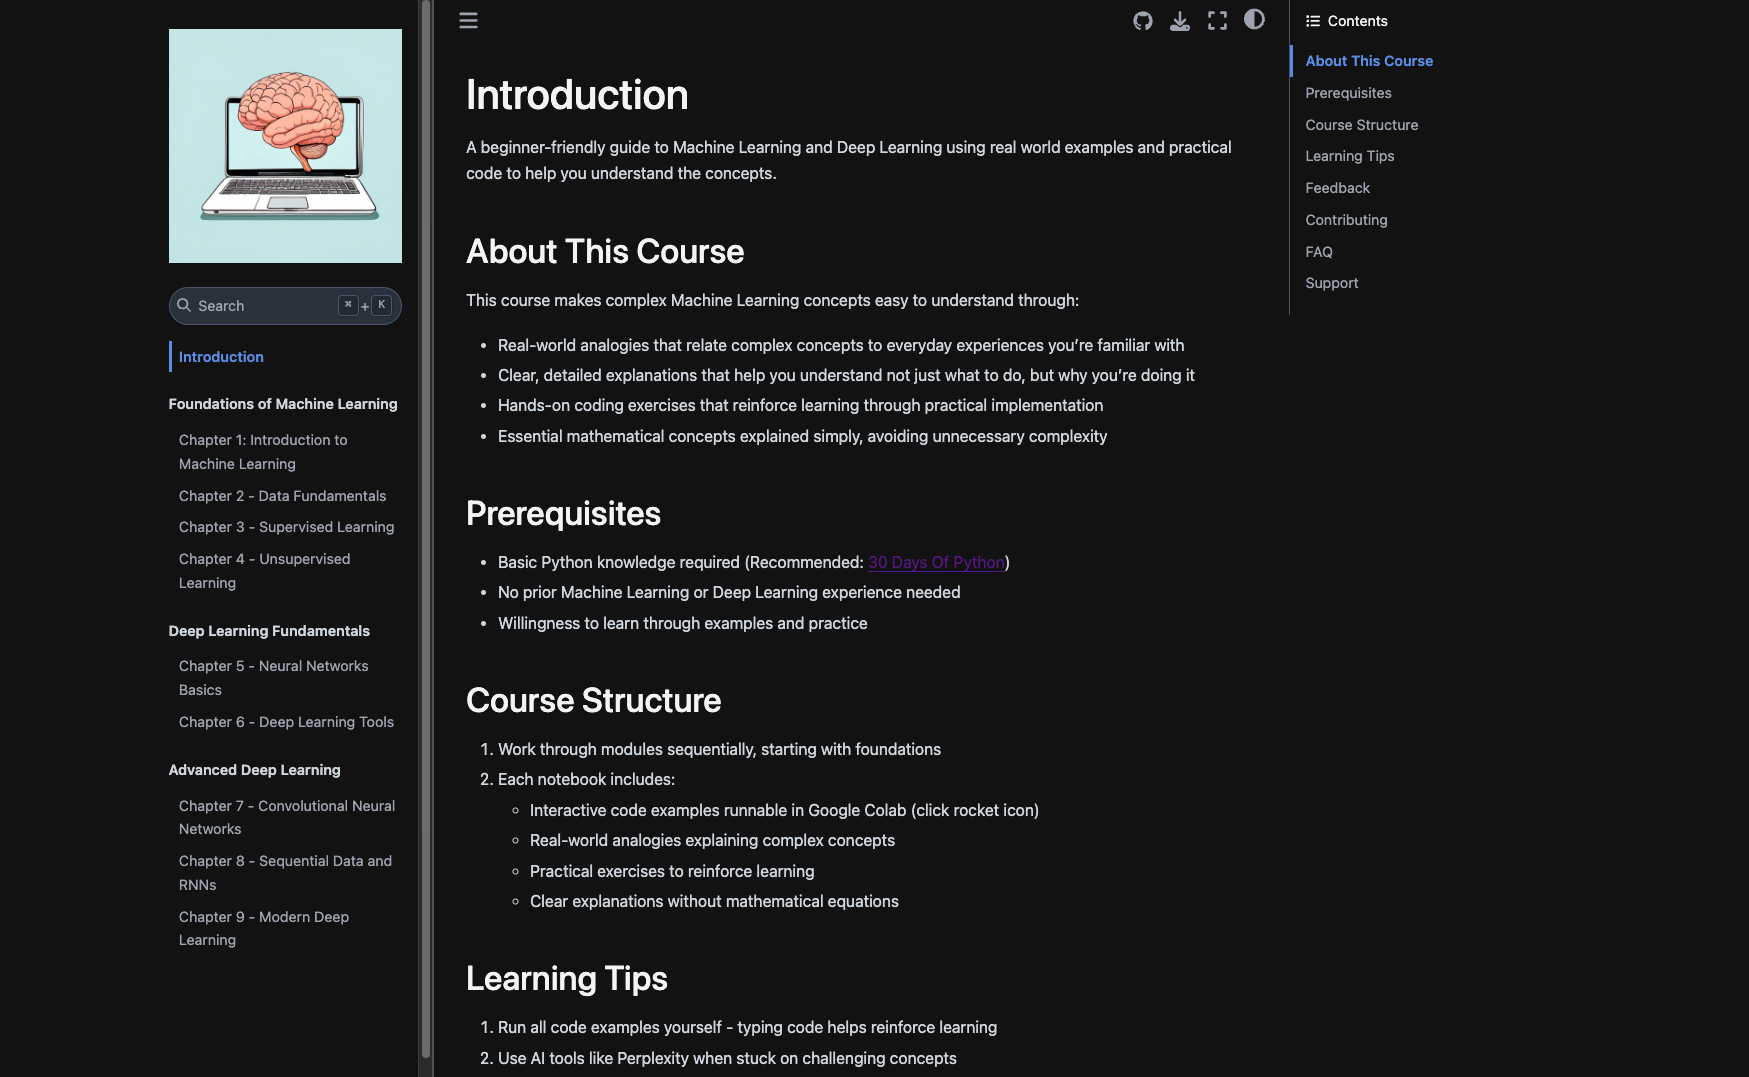 Search
⌘ + K
Introduction
Foundations of Machine Learning
Chapter 1: Introduction to
Machine Learning
Chapter 2 - Data Fundamentals
Chapter 3 - Supervised Learning
Chapter 4 - Unsupervised
Learning
Deep Learning Fundamentals
Chapter 5 - Neural Networks
Basics
Chapter 6 - Deep Learning Tools
Advanced Deep Learning
Chapter 7 - Convolutional Neural
Networks
Chapter 8 - Sequential Data and
RNNs
Chapter 9 - Modern Deep
Learning
Introduction
A beginner-friendly guide to Machine Learning and Deep Learning using real world examples and practical
code to help you understand the concepts.
About This Course
This course makes complex Machine Learning concepts easy to understand through:
• Real-world analogies that relate complex concepts to everyday experiences you’re familiar with
• Clear, detailed explanations that help you understand not just what to do, but why you’re doing it
• Hands-on coding exercises that reinforce learning through practical implementation
• Essential mathematical concepts explained simply, avoiding unnecessary complexity
Prerequisites
• Basic Python knowledge required (Recommended: 30 Days Of Python)
• No prior Machine Learning or Deep Learning experience needed
• Willingness to learn through examples and practice
Course Structure
1. Work through modules sequentially, starting with foundations
2. Each notebook includes:
◦ Interactive code examples runnable in Google Colab (click rocket icon)
◦ Real-world analogies explaining complex concepts
◦ Practical exercises to reinforce learning
◦ Clear explanations without mathematical equations
Learning Tips
1. Run all code examples yourself - typing code helps reinforce learning
2. Use AI tools like Perplexity when stuck on challenging concepts
Contents
About This Course
Prerequisites
Course Structure
Learning Tips
Feedback
Contributing
FAQ
Support